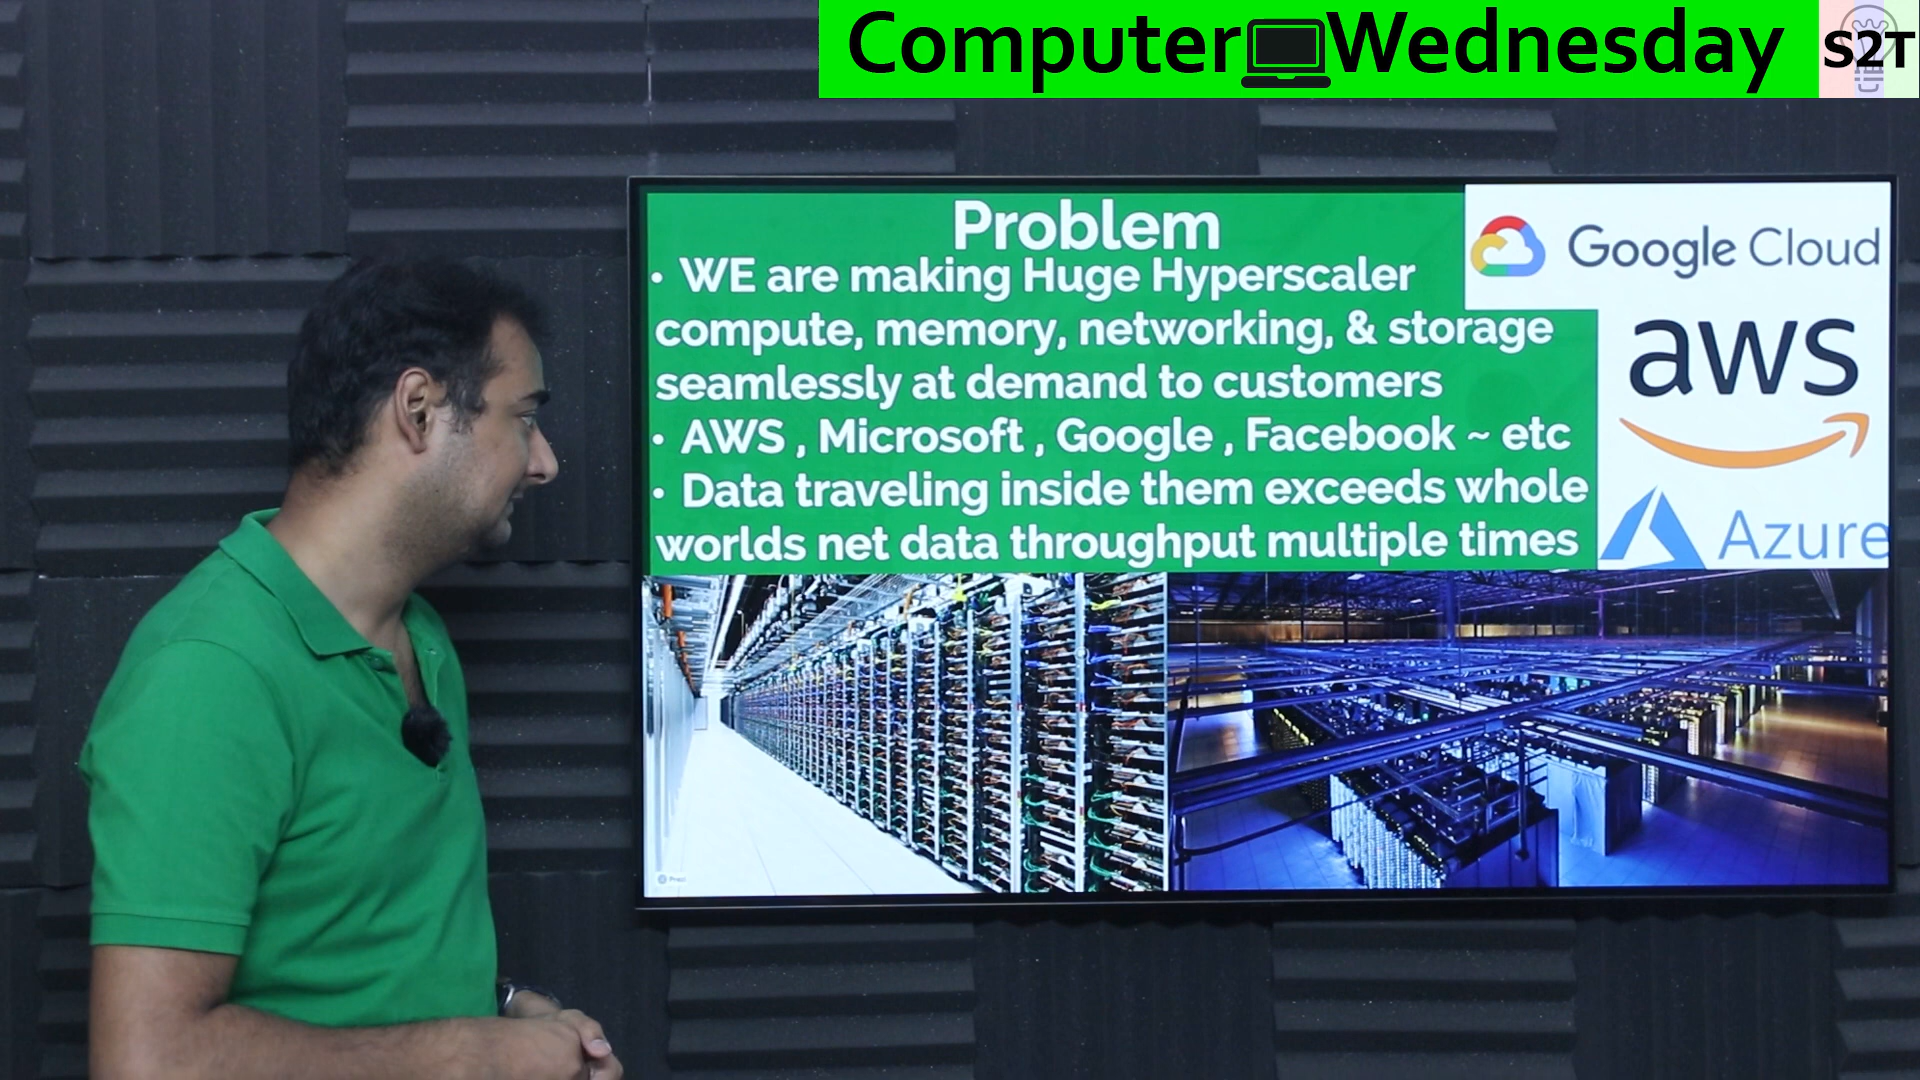 Computer Wednesday
S2T
Problem
• WE are making Huge Hyperscaler
compute, memory, networking, & storage
seamlessly at demand to customers
• AWS , Microsoft , Google , Facebook ~ etc
• Data traveling inside them exceeds whole
worlds net data throughput multiple times
Google Cloud
aws
Azure